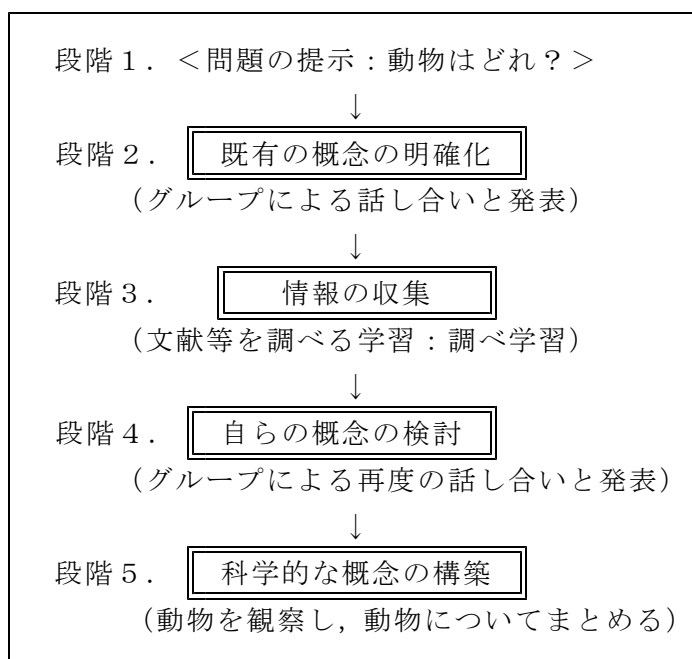 段階１．＜問題の提示：動物はどれ？＞
↓
段階２． 既有の概念の明確化
（グループによる話し合いと発表）
↓
段階３． 情報の収集
（文献等を調べる学習：調べ学習）
↓
段階４． 自らの概念の検討
（グループによる再度の話し合いと発表）
↓
段階５． 科学的な概念の構築
（動物を観察し，動物についてまとめる）